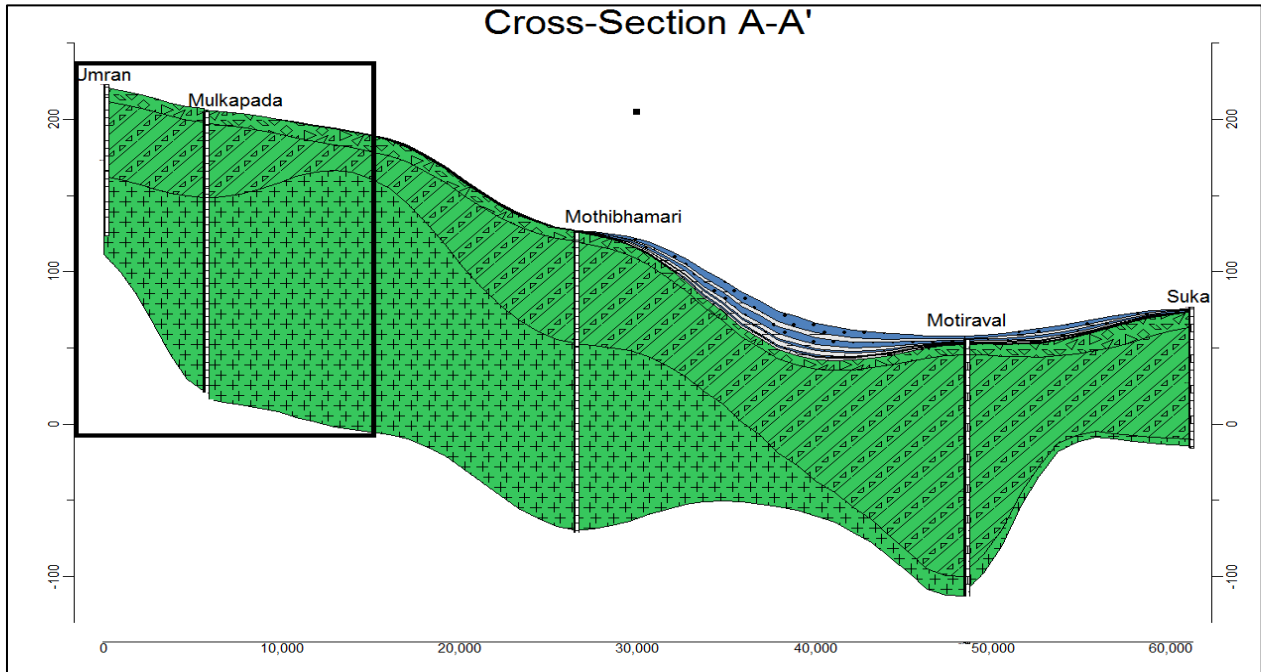 Cross-Section A-A'
Umran
Mulkapada
Mothibhamari
Motiraval
Suka
200
100
0
-100
200
100
0
-100
0 10,000 20,000 30,000 40,000 50,000 60,000